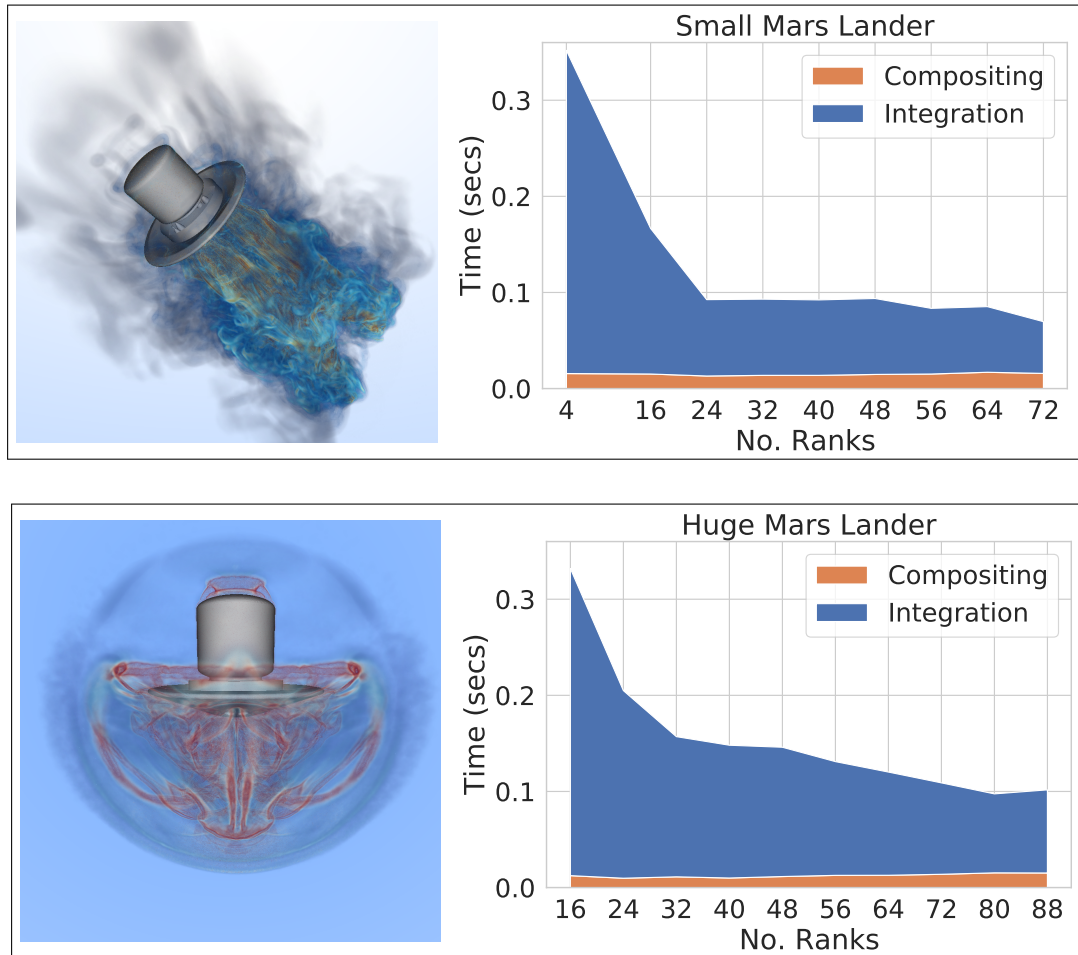 Small Mars Lander
Compositing
Integration
Time (secs)
0.3
0.2
0.1
0.0
4 16 24 32 40 48 56 64 72
No. Ranks
Huge Mars Lander
Compositing
Integration
Time (secs)
0.3
0.2
0.1
0.0
16 24 32 40 48 56 64 72 80 88
No. Ranks